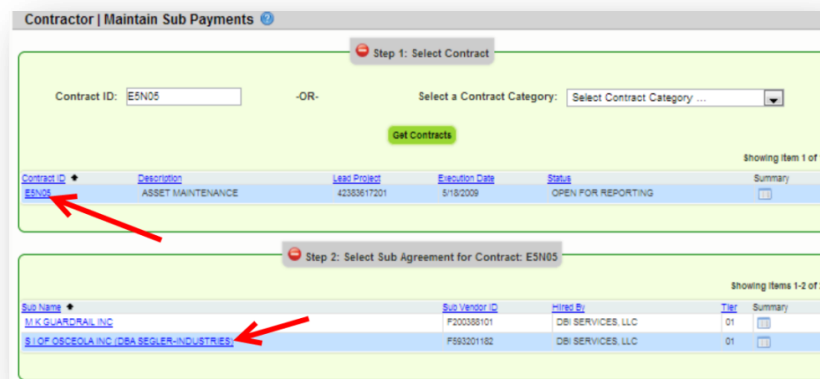 Contractor | Maintain Sub Payments
Step 1: Select Contract
Contract ID: E5N05 -OR- Select a Contract Category: Select Contract Category ...
Get Contracts
Showing item 1 of
Contract ID Description Lead Project Execution Date Status Summary
E5N05 ASSET MAINTENANCE 42383617201 5/18/2009 OPEN FOR REPORTING
Step 2: Select Sub Agreement for Contract: E5N05
Showing items 1-2 of
Sub Name Sub Vendor ID Hired By Tier Summary
M K GUARDRAIL INC F200388101 DBI SERVICES, LLC 01
S I OF OSCEOLA INC (DBA SEGLER-INDUSTRIES) F593201182 DBI SERVICES, LLC 01